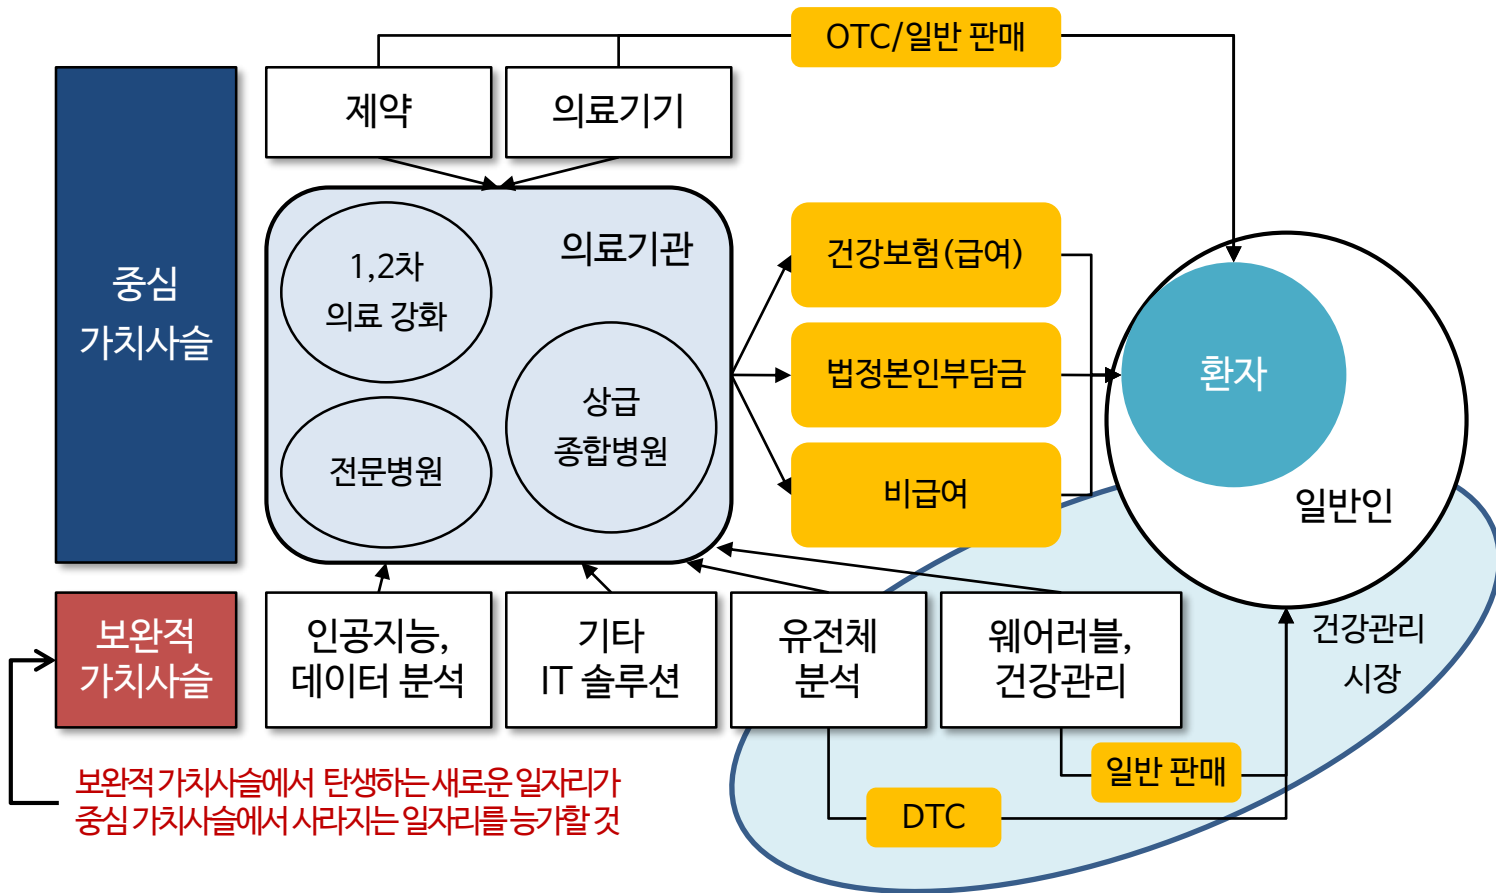 OTC/일반 판매
제약
의료기기
중심
가치사슬
의료기관
1,2차
의료 강화
상급
종합병원
전문병원
건강보험(급여)
법정본인부담금
비급여
환자
일반인
보완적
가치사슬
인공지능,
데이터 분석
기타
IT 솔루션
유전체
분석
웨어러블,
건강관리
건강관리
시장
일반 판매
DTC
보완적 가치사슬에서 탄생하는 새로운 일자리가
중심 가치사슬에서 사라지는 일자리를 능가할 것